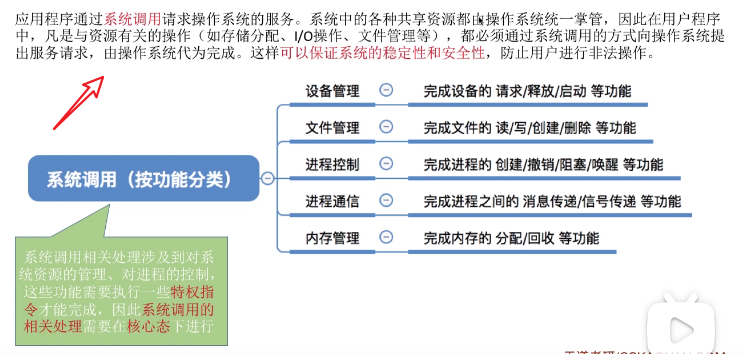 应用程序通过系统调用请求操作系统的服务。系统中的各种共享资源都由操作系统统一掌管，因此在用户程序
中，凡是与资源有关的操作（如存储分配、I/O操作、文件管理等），都必须通过系统调用的方式向操作系统提
出服务请求，由操作系统代为完成。这样可以保证系统的稳定性和安全性，防止用户进行非法操作。
设备管理 完成设备的 请求/释放/启动 等功能
文件管理 完成文件的 读/写/创建/删除 等功能
系统调用（按功能分类） 进程控制 完成进程的 创建/撤销/阻塞/唤醒 等功能
进程通信 完成进程之间的 消息传递/信号传递 等功能
内存管理 完成内存的 分配/回收 等功能
系统调用相关处理涉及到对系
统资源的管理、对进程的控制，
这些功能需要执行一些特权指
令才能完成，因此系统调用的
相关处理需要在核心态下进行